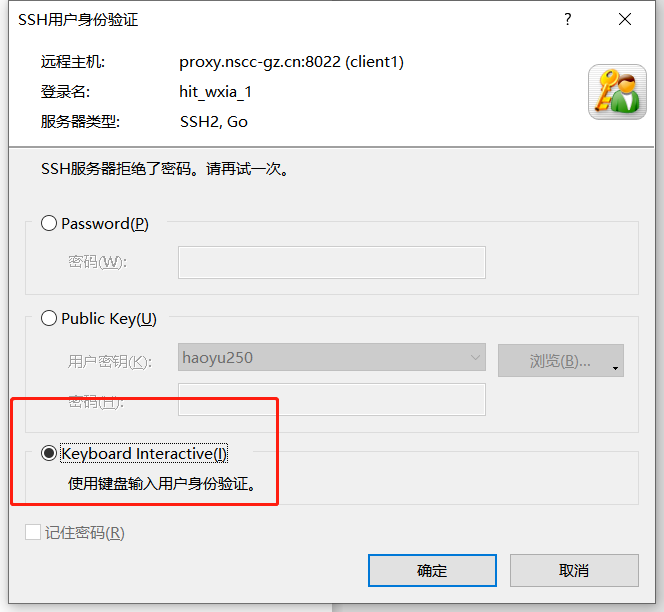 SSH用户身份验证
远程主机: proxy.nscc-gz.cn:8022 (client1)
登录名: hit_wxia_1
服务器类型: SSH2, Go
SSH服务器拒绝了密码。请再试一次。
Password(P)
密码(W):
Public Key(U)
用户密钥(K): haoyu250 浏览(B)...
密码(H):
Keyboard Interactive(I)
使用键盘输入用户身份验证。
记住密码(R)
确定 取消